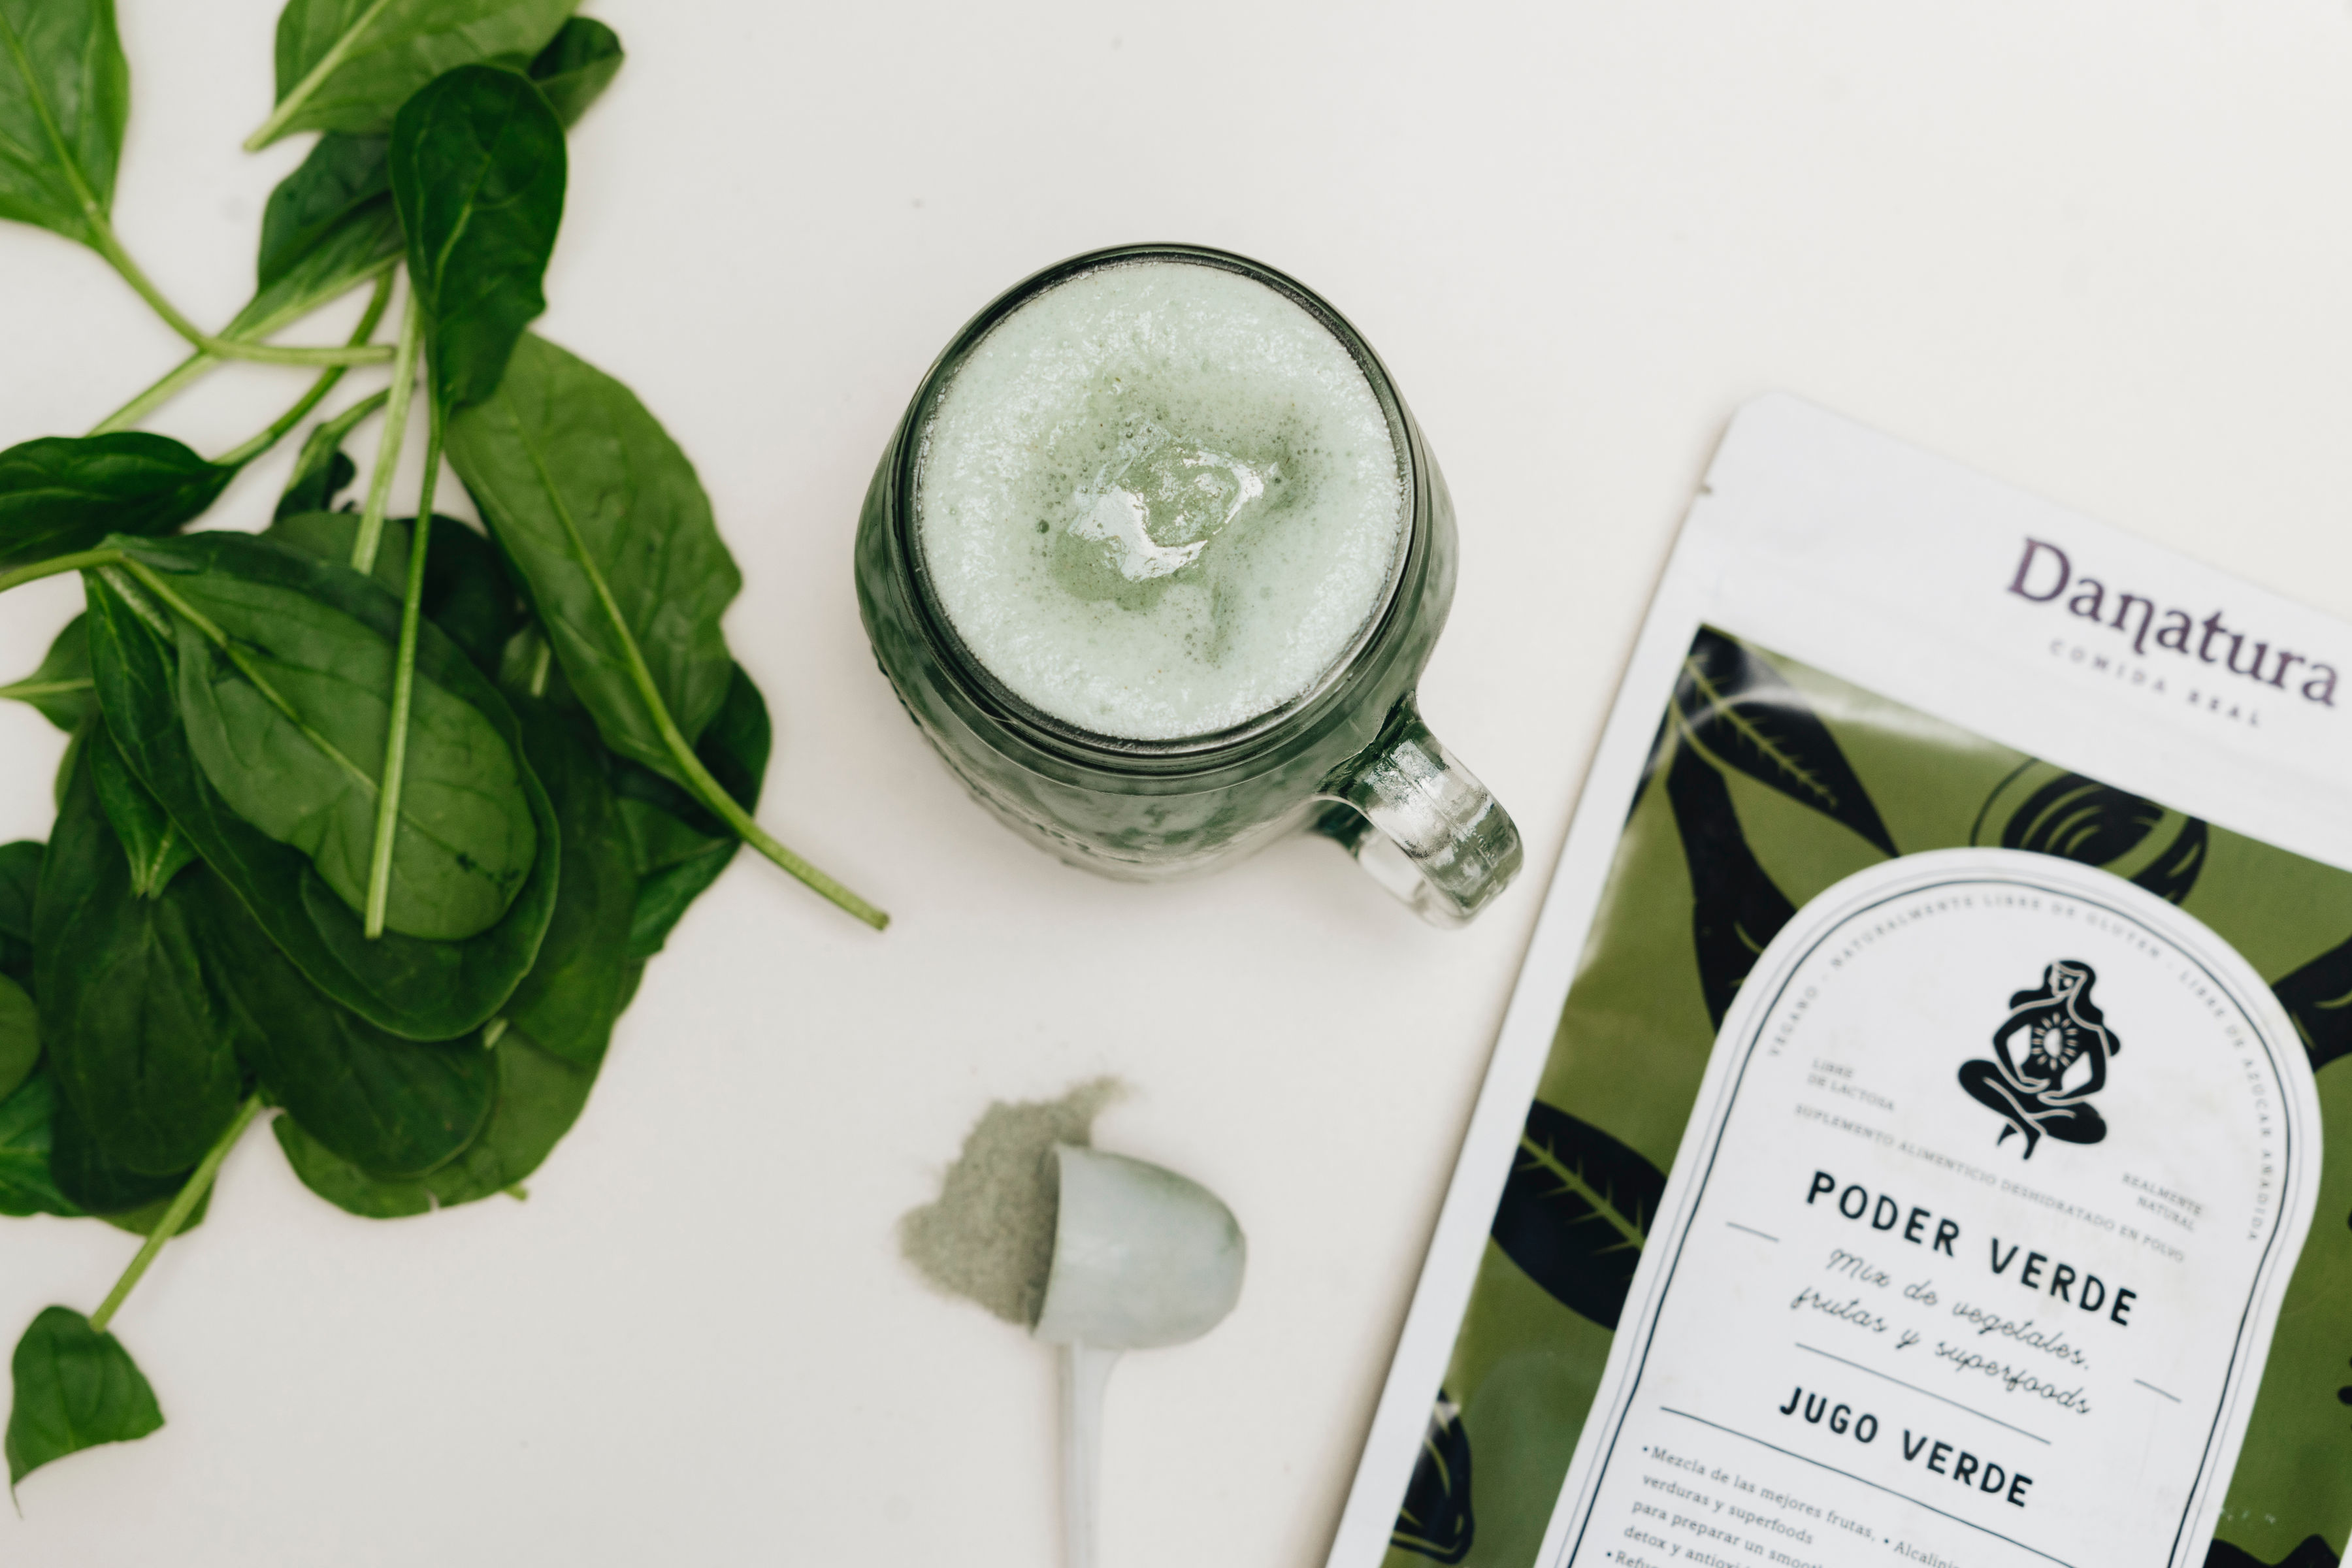 Danatura
COMIDA REAL
VEGANO - NATURALMENTE LIBRE DE GLUTEN - LIBRE DE AZÚCAR AÑADIDA
LIBRE
DE LACTOSA
SUPLEMENTO ALIMENTICIO DESHIDRATADO EN POLVO
REALMENTE
NATURAL
PODER VERDE
Mix de vegetales,
frutas y superfoods
JUGO VERDE
• Mezcla de las mejores frutas,
verduras y superfoods
para preparar un
detox y